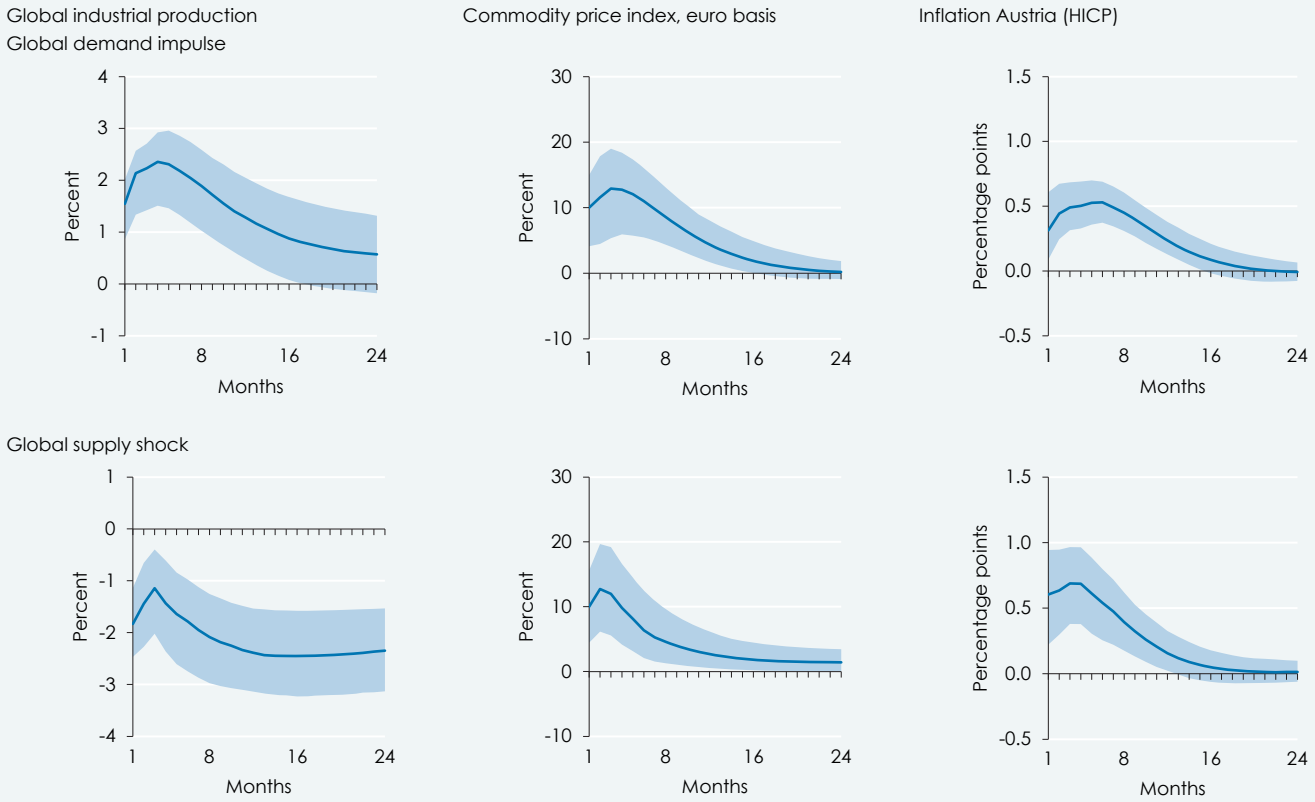 Global industrial production
Commodity price index, euro basis
Inflation Austria (HICP)
Global demand impulse
4
3
2
1
0
-1
Percent
1 8 16 24
Months
30
20
10
0
-10
Percent
1 8 16 24
Months
1.5
1.0
0.5
0.0
-0.5
Percentage points
1 8 16 24
Months
Global supply shock
1
0
-1
-2
-3
-4
Percent
1 8 16 24
Months
30
20
10
0
-10
Percent
1 8 16 24
Months
1.5
1.0
0.5
0.0
-0.5
Percentage points
1 8 16 24
Months